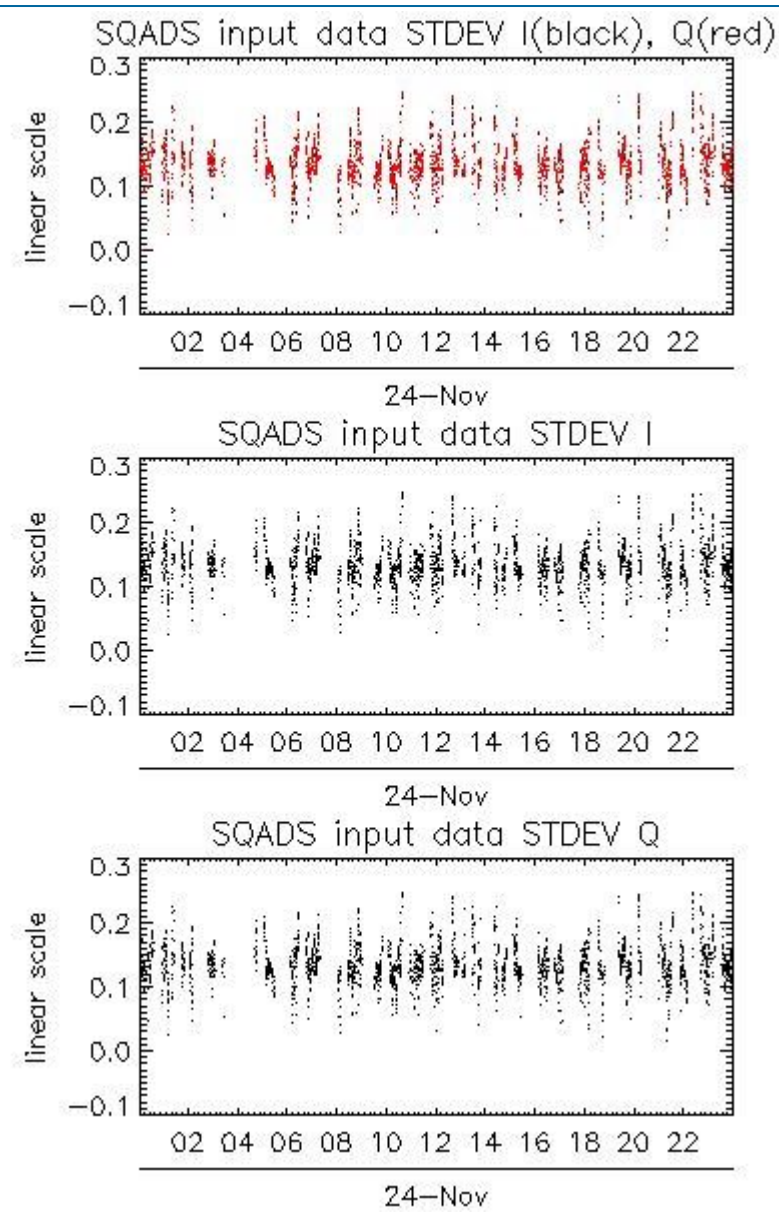 SQADS input data STDEV I(black), Q(red)
0.3
0.2
0.1
0.0
−0.1
linear scale
02 04 06 08 10 12 14 16 18 20 22
24−Nov
SQADS input data STDEV I
0.3
0.2
0.1
0.0
−0.1
linear scale
02 04 06 08 10 12 14 16 18 20 22
24−Nov
SQADS input data STDEV Q
0.3
0.2
0.1
0.0
−0.1
linear scale
02 04 06 08 10 12 14 16 18 20 22
24−Nov